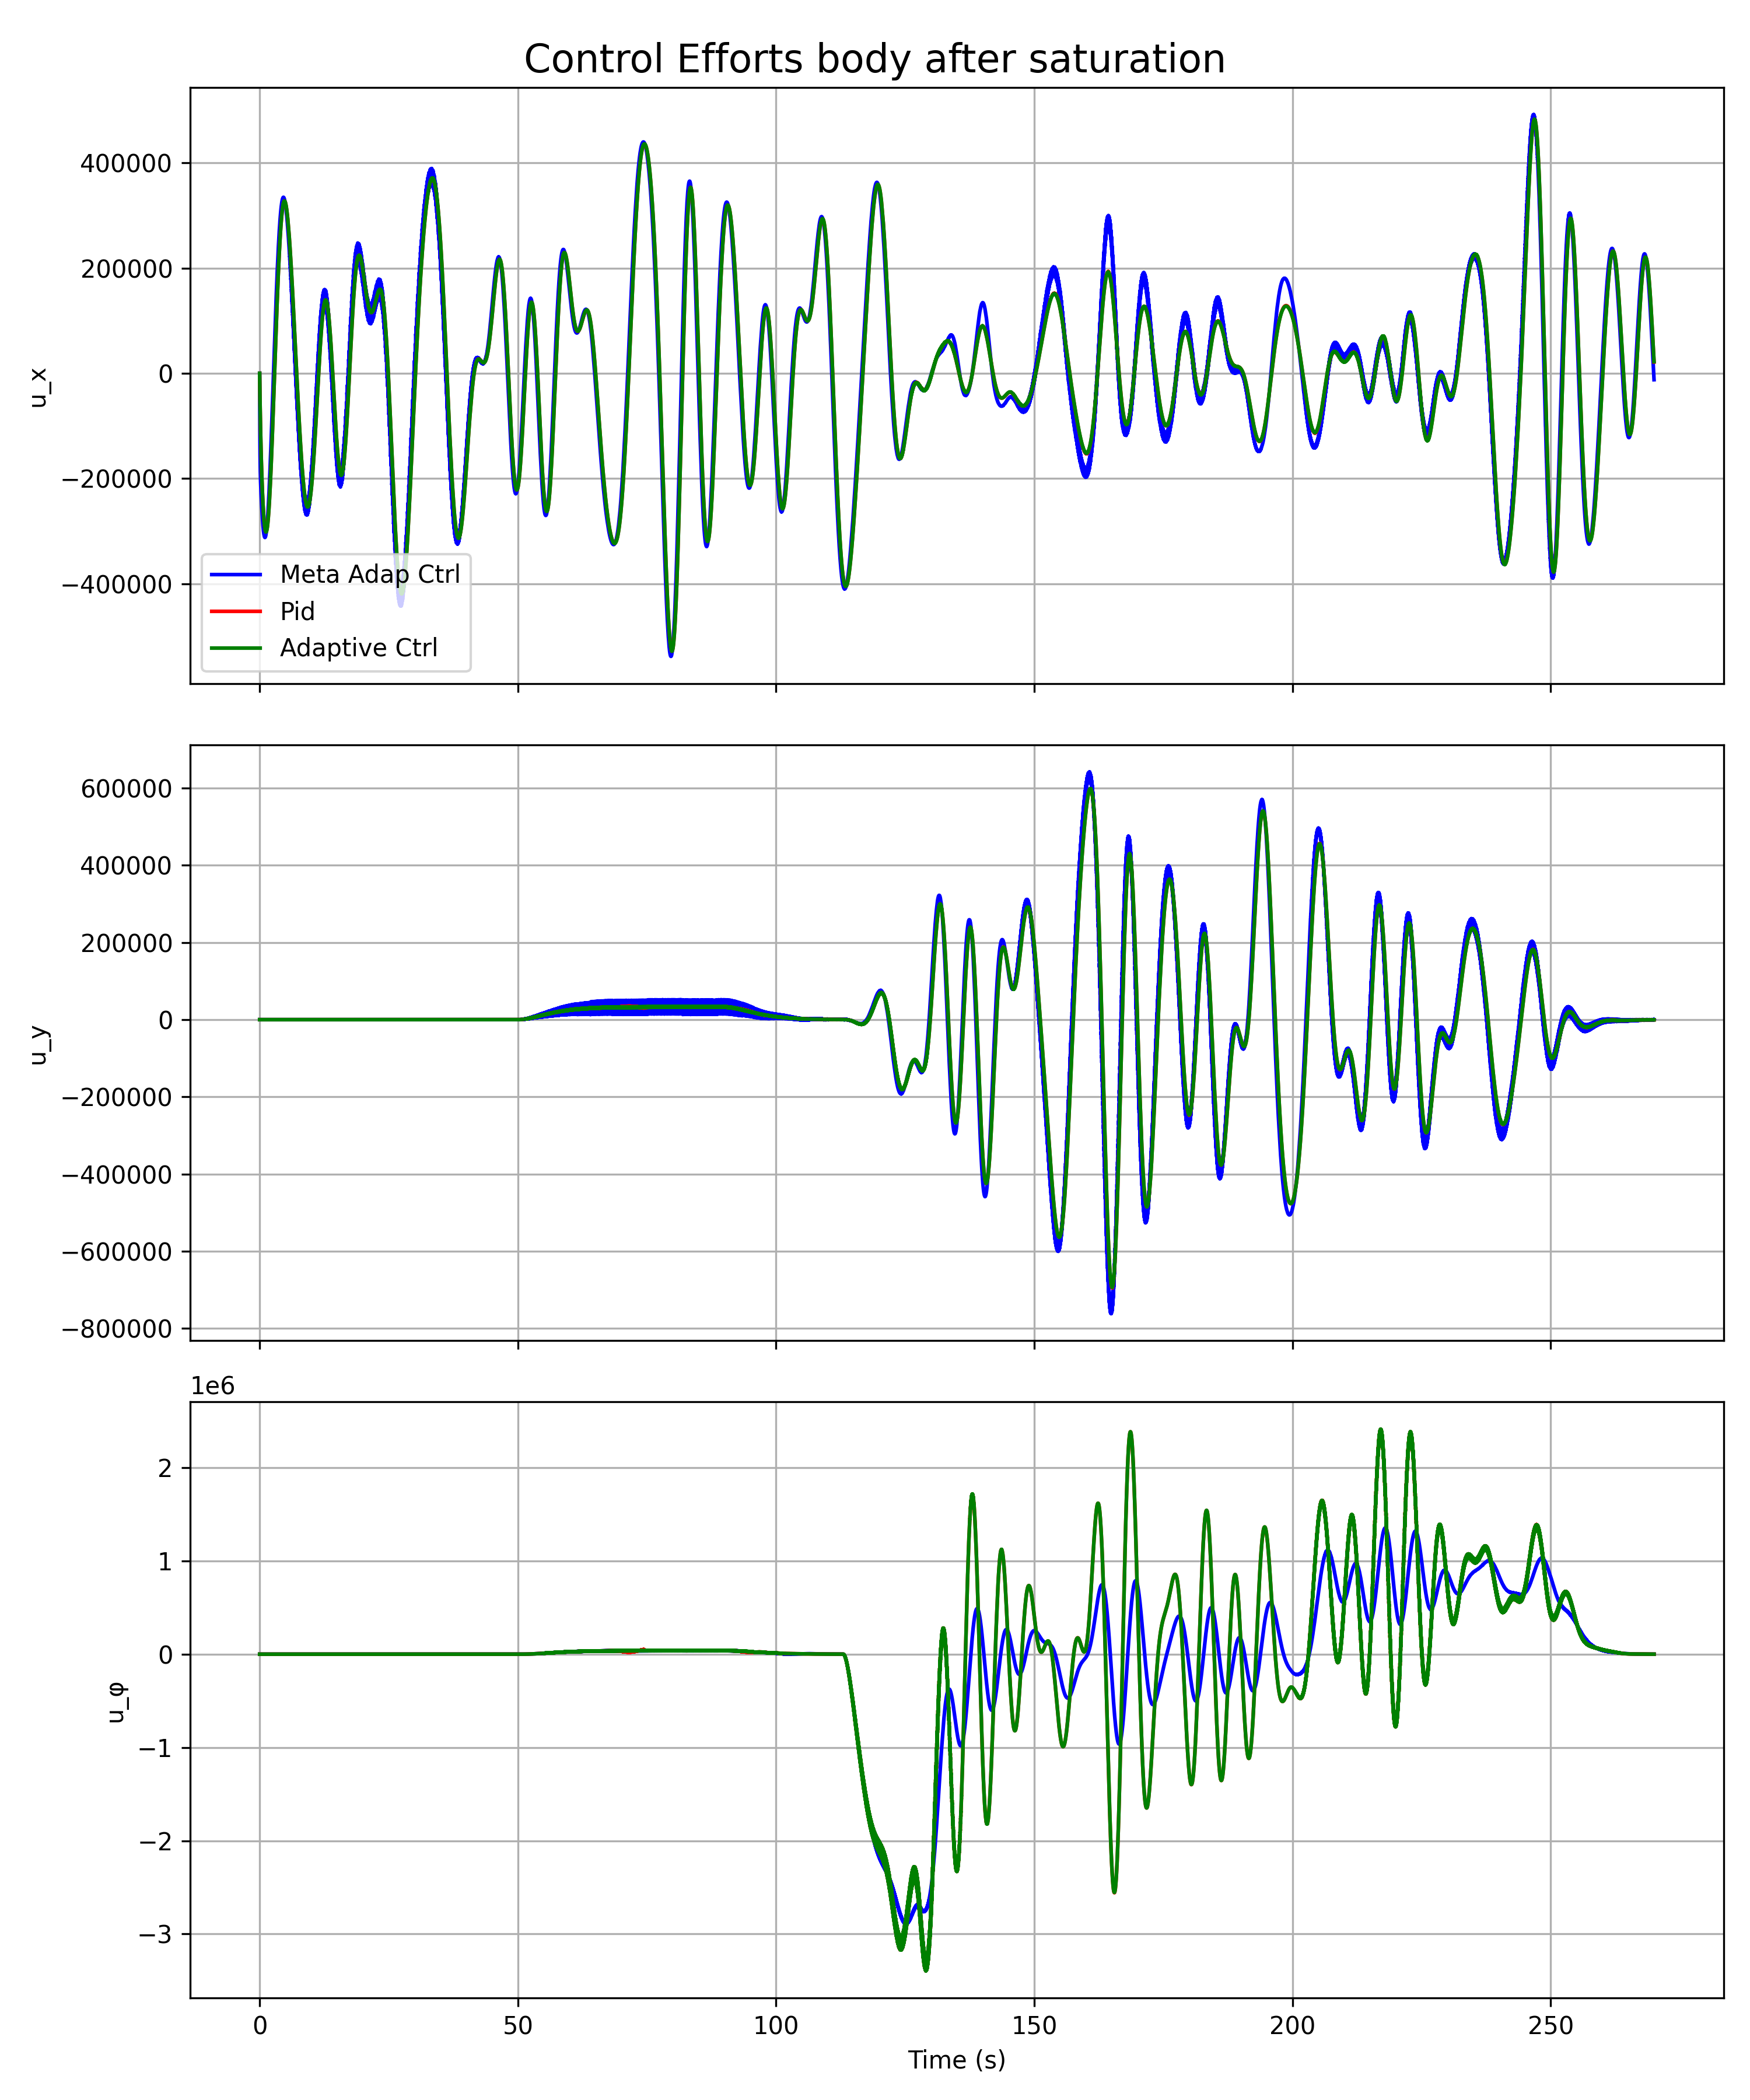 Control Efforts body after saturation
400000
200000
0
−200000
−400000
u_x
Meta Adap Ctrl
Pid
Adaptive Ctrl
600000
400000
200000
0
−200000
−400000
−600000
−800000
u_y
1e6
2
1
0
−1
−2
−3
u_φ
0 50 100 150 200 250
Time (s)